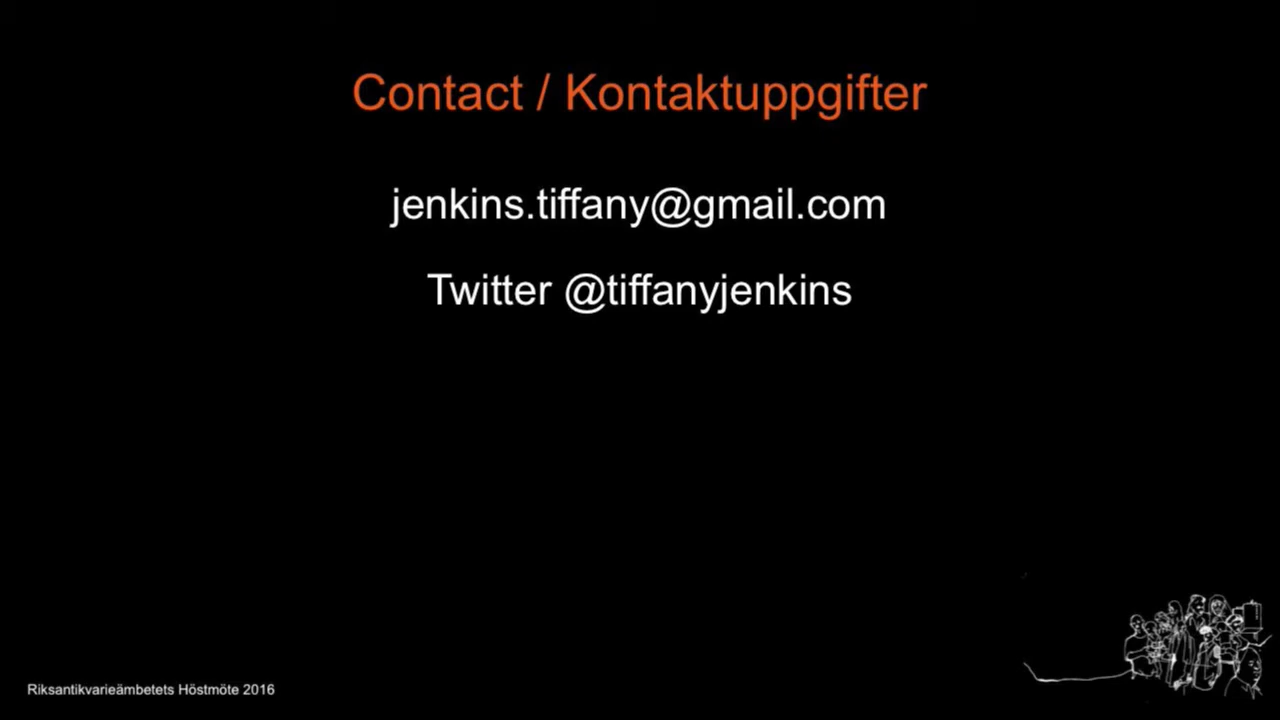 Contact / Kontaktuppgifter
jenkins.tiffany@gmail.com
Twitter @tiffanyjenkins
Riksantikvarieämbetets Höstmöte 2016